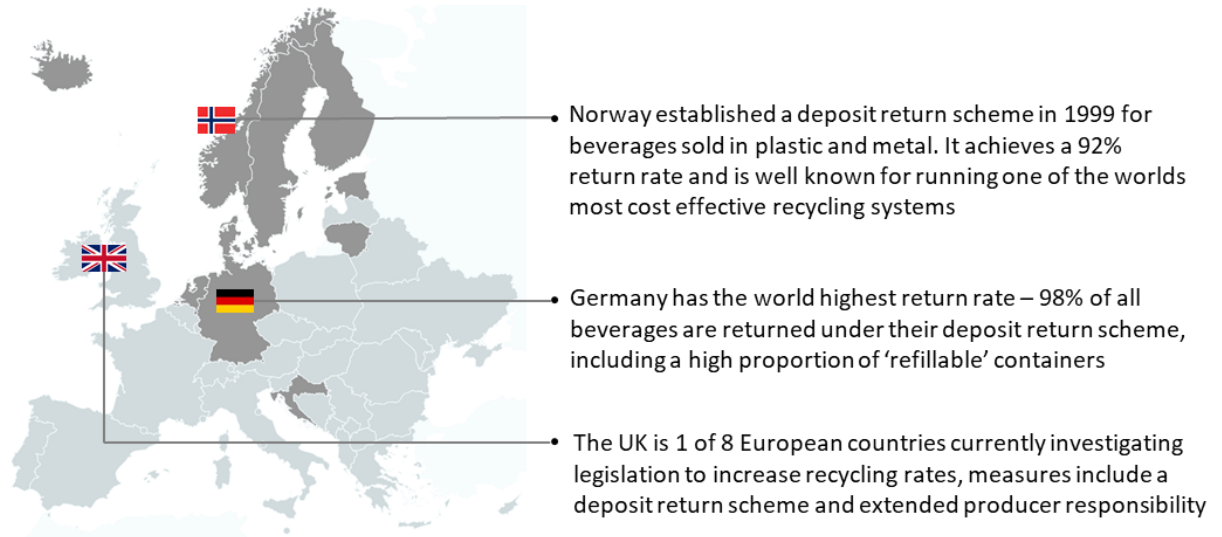 Norway established a deposit return scheme in 1999 for
beverages sold in plastic and metal. It achieves a 92%
return rate and is well known for running one of the worlds
most cost effective recycling systems
Germany has the world highest return rate – 98% of all
beverages are returned under their deposit return scheme,
including a high proportion of ‘refillable’ containers
The UK is 1 of 8 European countries currently investigating
legislation to increase recycling rates, measures include a
deposit return scheme and extended producer responsibility